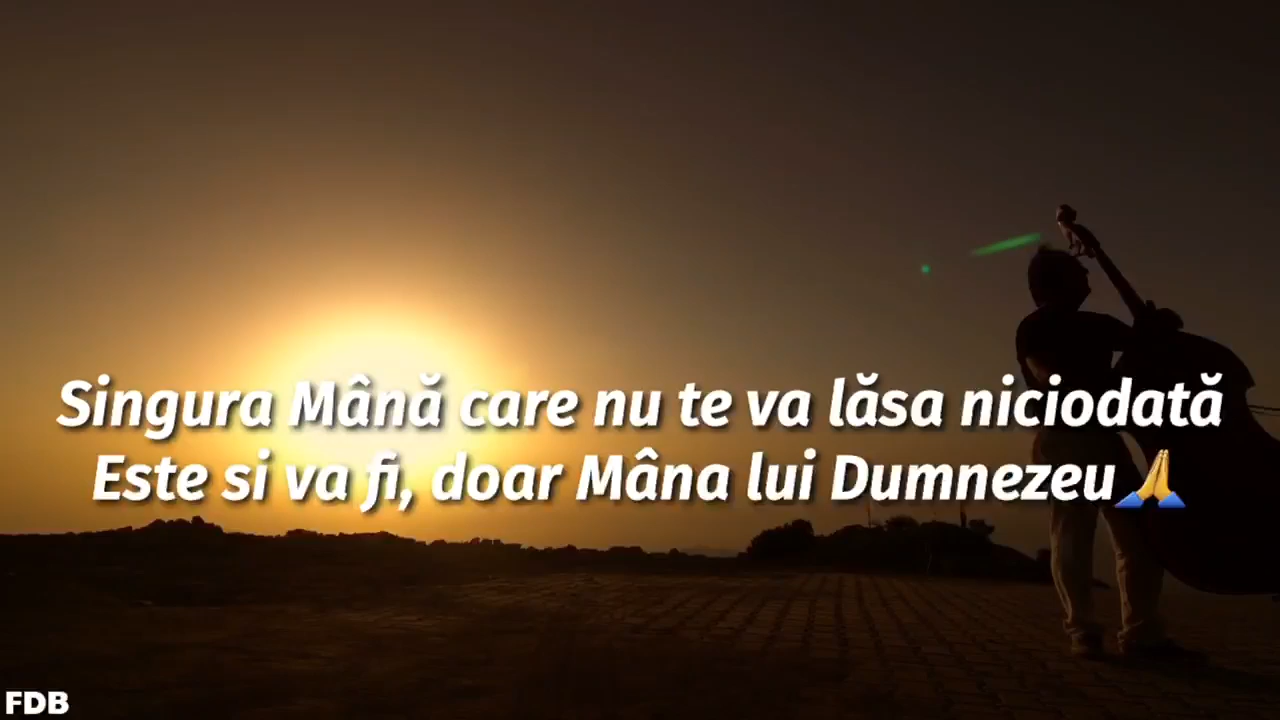 Singura Mână care nu te va lăsa niciodată
Este si va fi, doar Mâna lui Dumnezeu🙏
FDB